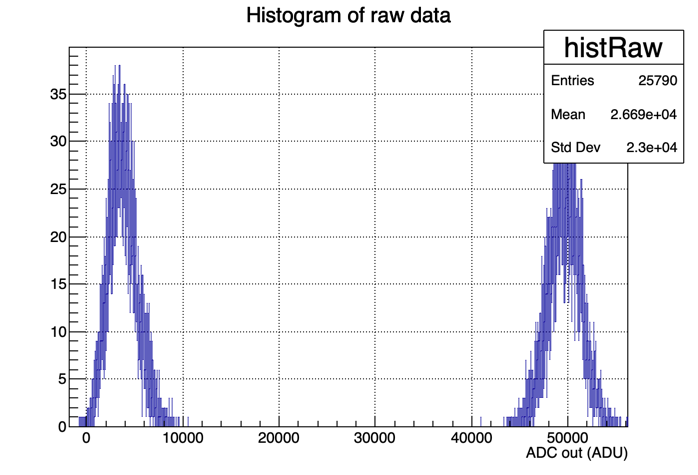 Histogram of raw data
histRaw
Entries 25790
Mean 2.669e+04
Std Dev 2.3e+04
35
30
25
20
15
10
5
0
0 10000 20000 30000 40000 50000
ADC out (ADU)